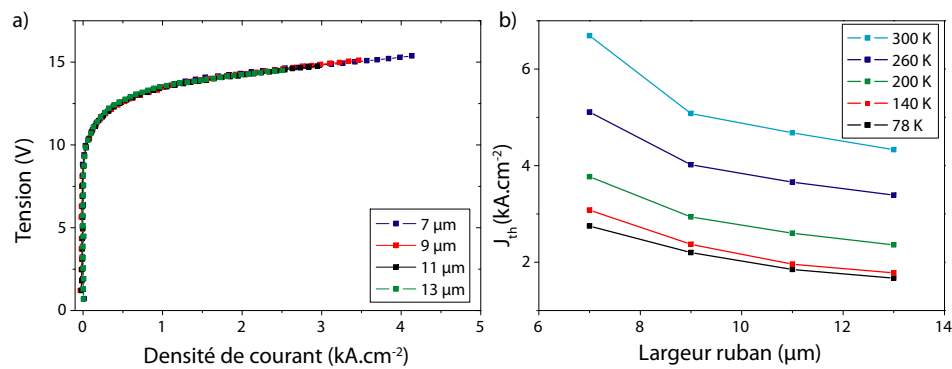 a)
Tension (V)
20
15
10
5
0
0
1
2
3
4
5
Densité de courant (kA.cm-2)
7 µm
9 µm
11 µm
13 µm
b)
Jth(kA.cm-2)
6
4
2
6
8
10
12
14
Largeur ruban (µm)
300 K
260 K
200 K
140 K
78 K